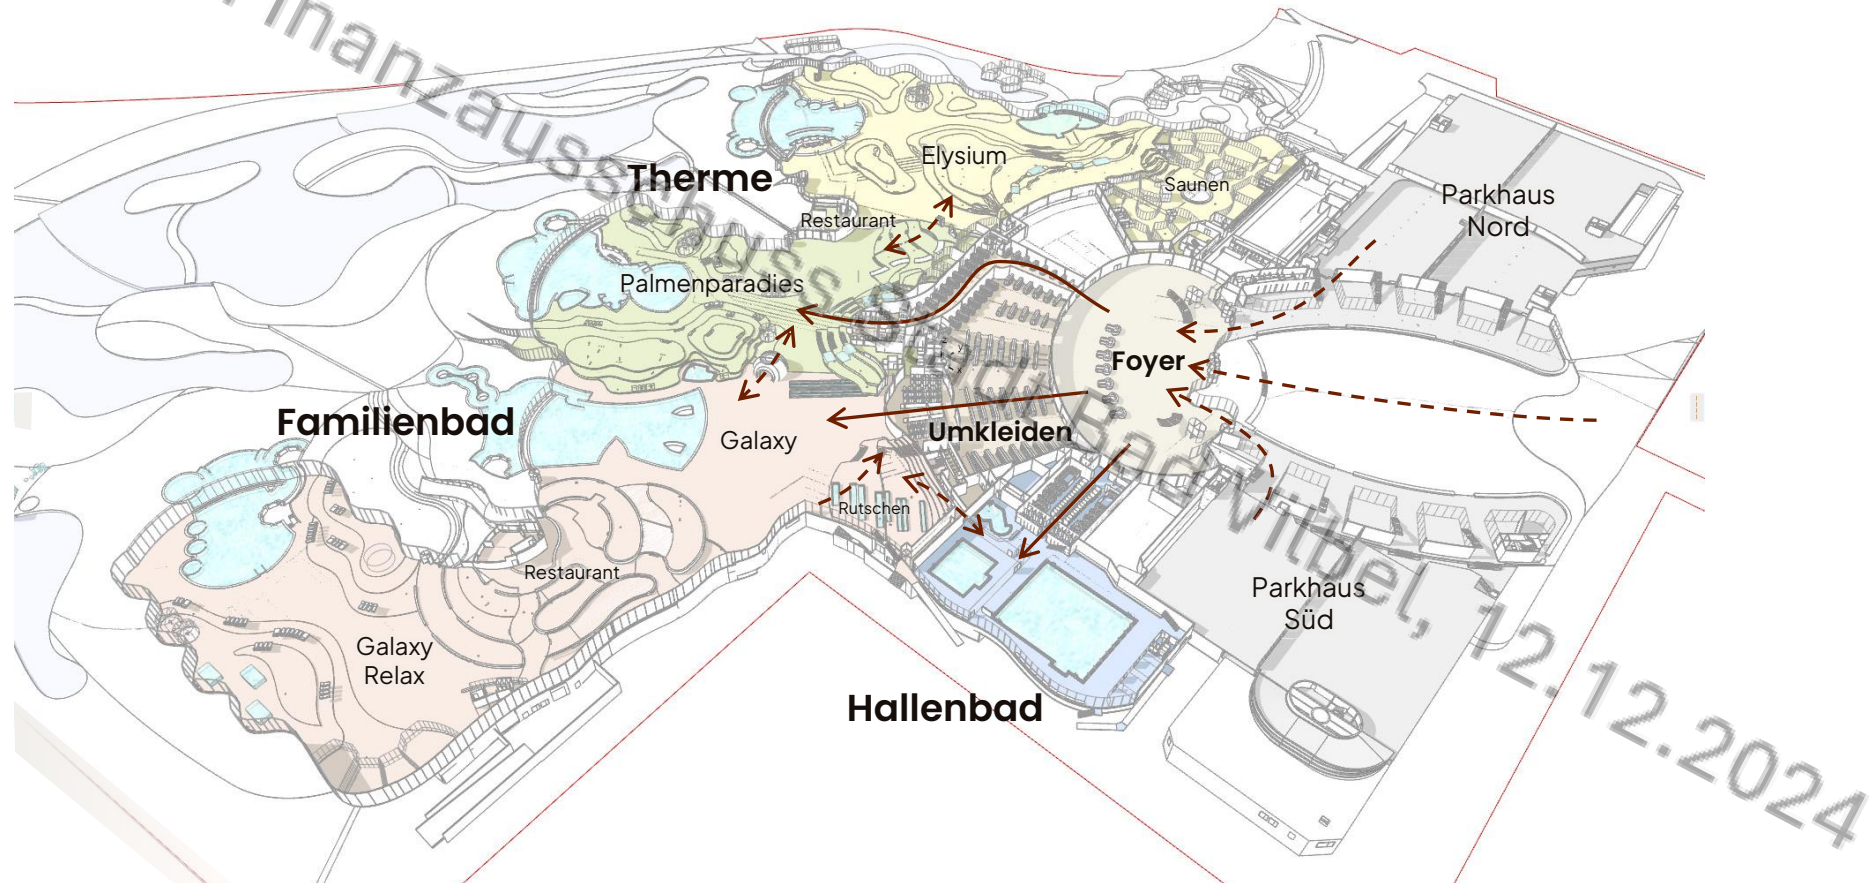 Finanzausschuss Stadt Bad Vilbel, 12.12.2024
Therme
Elysium
Saunen
Restaurant
Palmenparadies
Parkhaus
Nord
Foyer
Familienbad
Galaxy
Umkleiden
Rutschen
Restaurant
Galaxy
Relax
Parkhaus
Süd
Hallenbad